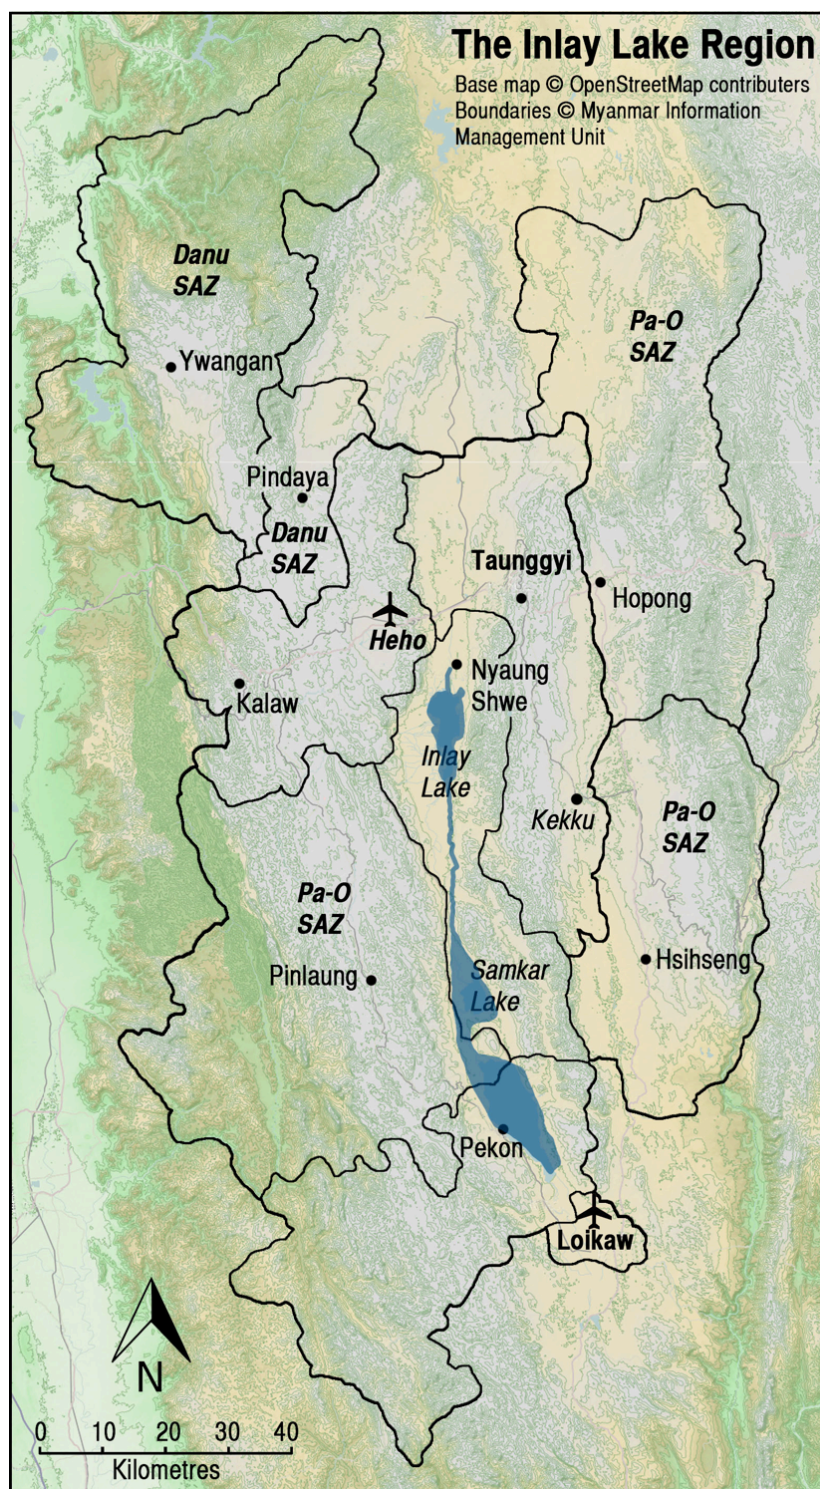 The Inlay Lake Region
Base map © OpenStreetMap contributers
Boundaries © Myanmar Information
Management Unit
Danu
SAZ
Pa-O
SAZ
Ywangan
Pindaya
Danu
SAZ
Taunggyi
Hopong
Heho
Nyaung
Shwe
Kalaw
Inlay
Lake
Kekku
Pa-O
SAZ
Pa-O
SAZ
Hsihseng
Samkar
Lake
Pinlaung
Pekon
Loikaw
N
0 10 20 30 40
Kilometres